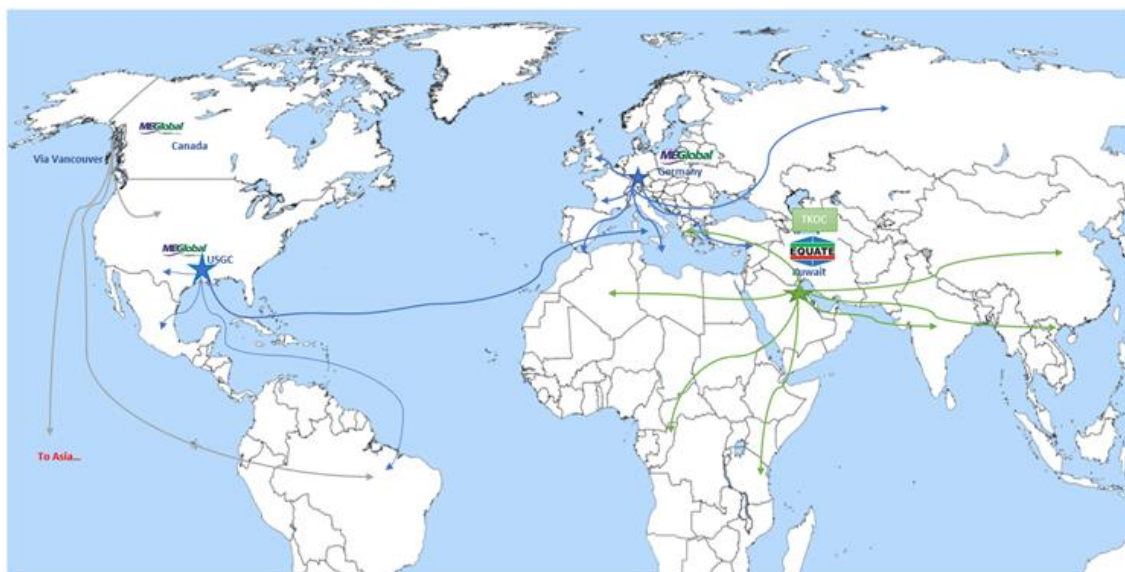 MEGlobal
Canada
Via Vancouver
MEGlobal
Germany
TKOC
EQUATE
Kuwait
MEGlobal
USGC
To Asia...